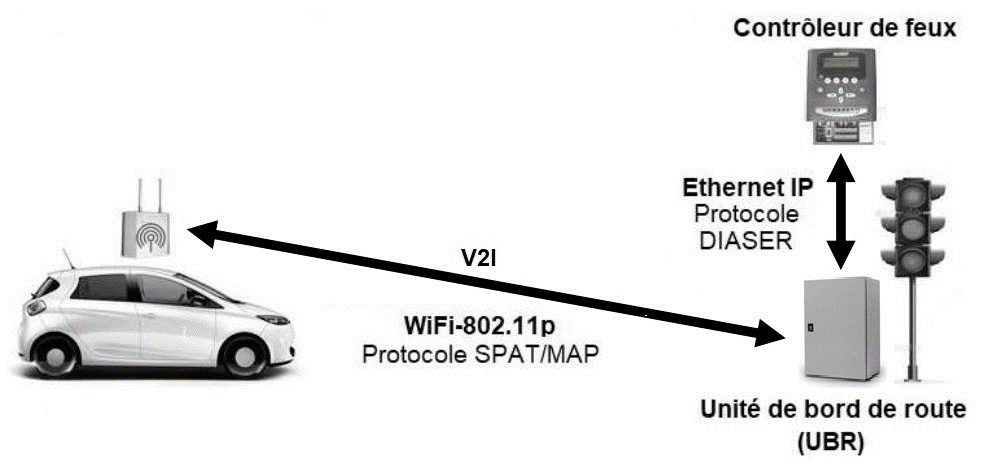 Contrôleur de feux
Ethernet IP
Protocole
DIASER
V2I
WiFi-802.11p
Protocole SPAT/MAP
Unité de bord de route
(UBR)